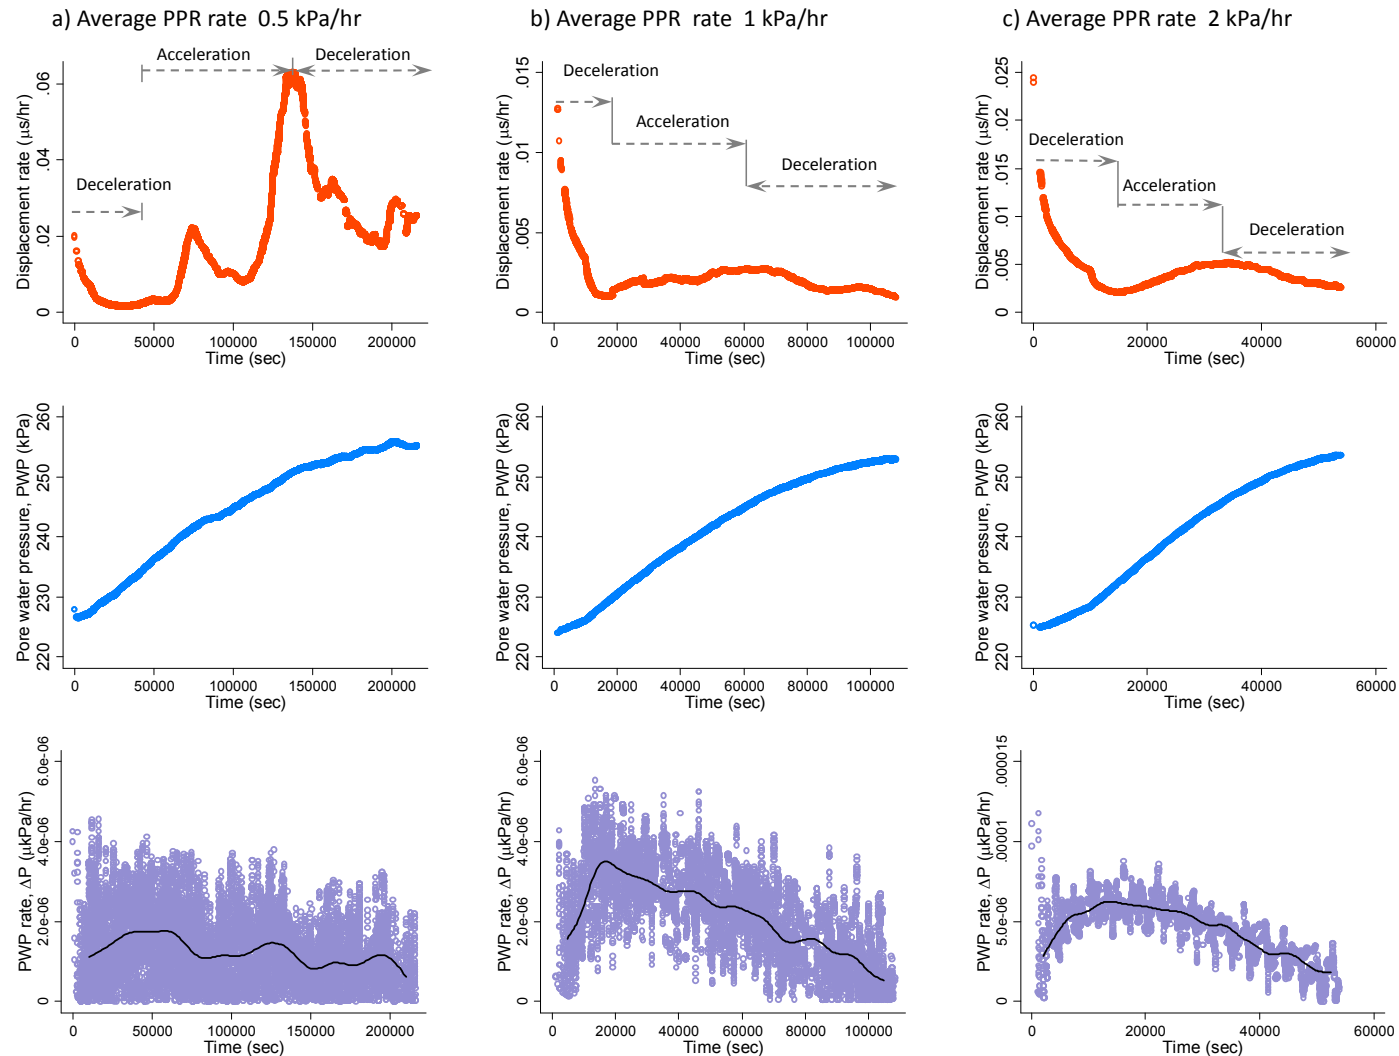 a) Average PPR rate 0.5 kPa/hr
b) Average PPR rate 1 kPa/hr
c) Average PPR rate 2 kPa/hr
Displacement rate (µs/hr)
.06
.04
.02
0
Acceleration
Deceleration
Deceleration
0
50000
100000
150000
200000
Time (sec)
Displacement rate (µs/hr)
.015
.01
.005
0
Deceleration
Acceleration
Deceleration
0
20000
40000
60000
80000
100000
Time (sec)
Displacement rate (µs/hr)
.025
.02
.015
.01
.005
0
Deceleration
Acceleration
Deceleration
0
20000
40000
60000
Time (sec)
Pore water pressure, PWP (kPa)
260
250
240
230
220
0
50000
100000
150000
200000
Time (sec)
Pore water pressure, PWP (kPa)
260
250
240
230
220
0
20000
40000
60000
80000
100000
Time (sec)
Pore water pressure, PWP (kPa)
260
250
240
230
220
0
20000
40000
60000
Time (sec)
PWP rate, ΔP (µkPa/hr)
6.0e-06
4.0e-06
2.0e-06
0
0
50000
100000
150000
200000
Time (sec)
PWP rate, ΔP (µkPa/hr)
6.0e-06
4.0e-06
2.0e-06
0
0
20000
40000
60000
80000
100000
Time (sec)
PWP rate, ΔP (µkPa/hr)
.000015
.00001
5.0e-06
0
0
20000
40000
60000
Time (sec)